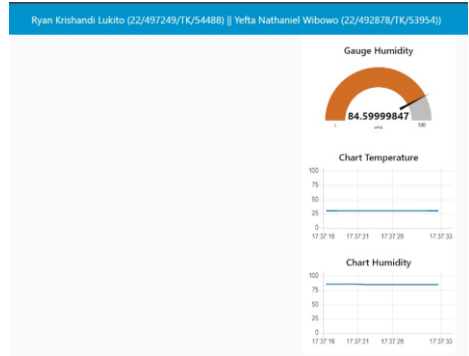 Ryan Krishandi Lukito (22/497249/TK/54488) || Yefta Nathaniel Wibowo (22/492878/TK/53954))
Gauge Humidity
84.59999847
100
Chart Temperature
100
75
50
25
0
17:37:16 17:37:21 17:37:26 17:37:33
Chart Humidity
100
75
50
25
0
17:37:16 17:37:21 17:37:26 17:37:33